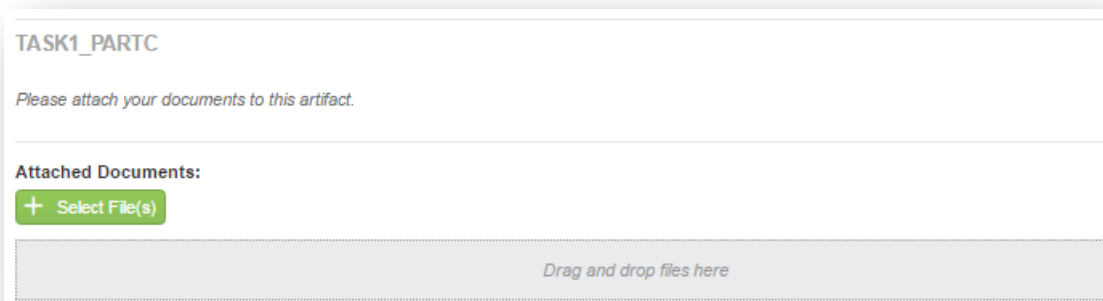 TASK1_PARTC
Please attach your documents to this artifact.
Attached Documents:
+ Select File(s)
Drag and drop files here